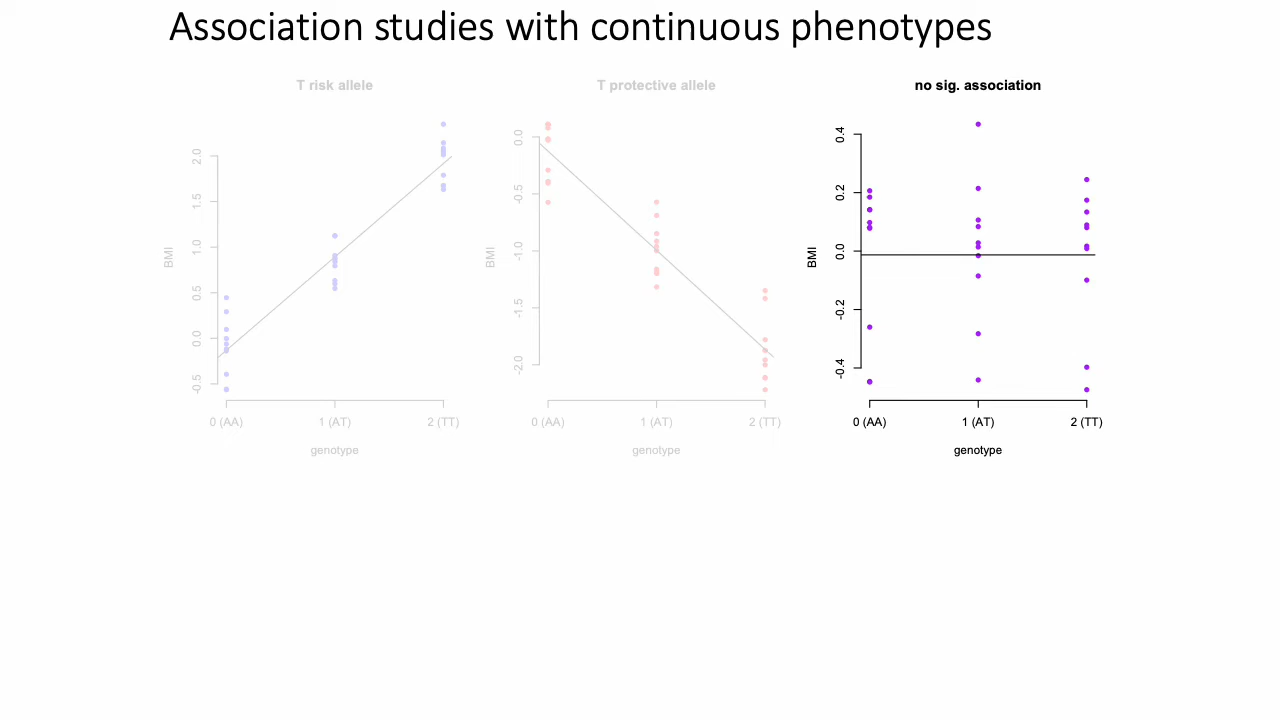 Association studies with continuous phenotypes
T risk allele
BMI
2.0
1.5
1.0
0.5
0.0
-0.5
0 (AA) 1 (AT) 2 (TT)
genotype
T protective allele
BMI
0.0
-0.5
-1.0
-1.5
-2.0
0 (AA) 1 (AT) 2 (TT)
genotype
no sig. association
BMI
0.4
0.2
0.0
-0.2
-0.4
0 (AA) 1 (AT) 2 (TT)
genotype